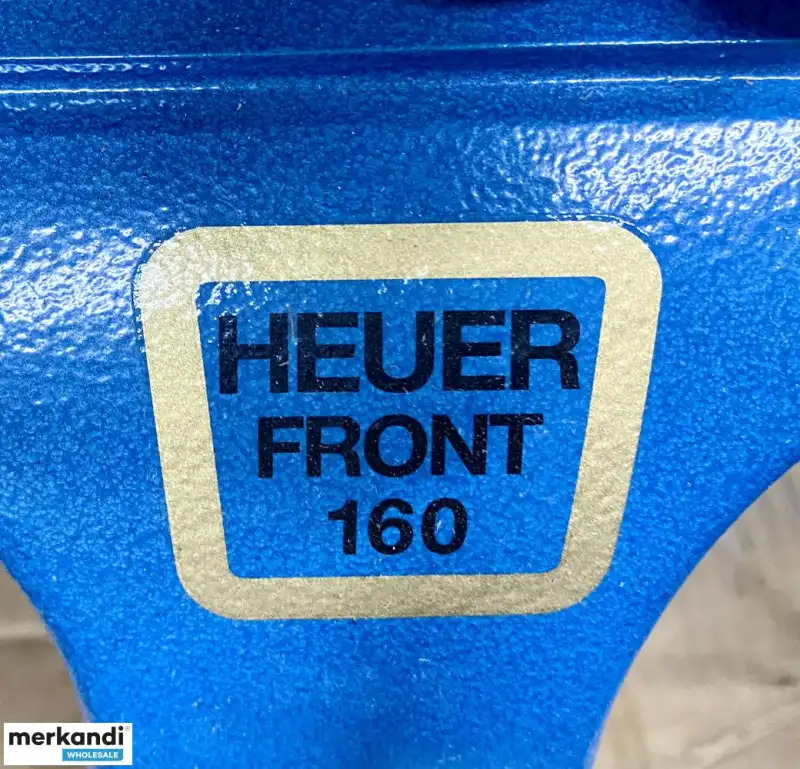 HEUER
FRONT
160
merkandi
WHOLESALE